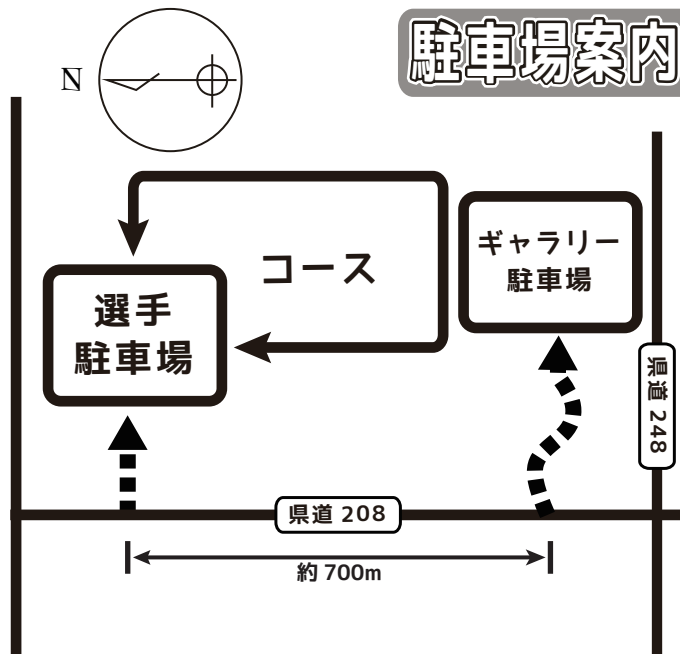 駐車場案内
N
ギャラリー
駐車場
コース
選手
駐車場
県道 248
県道 208
約 700m